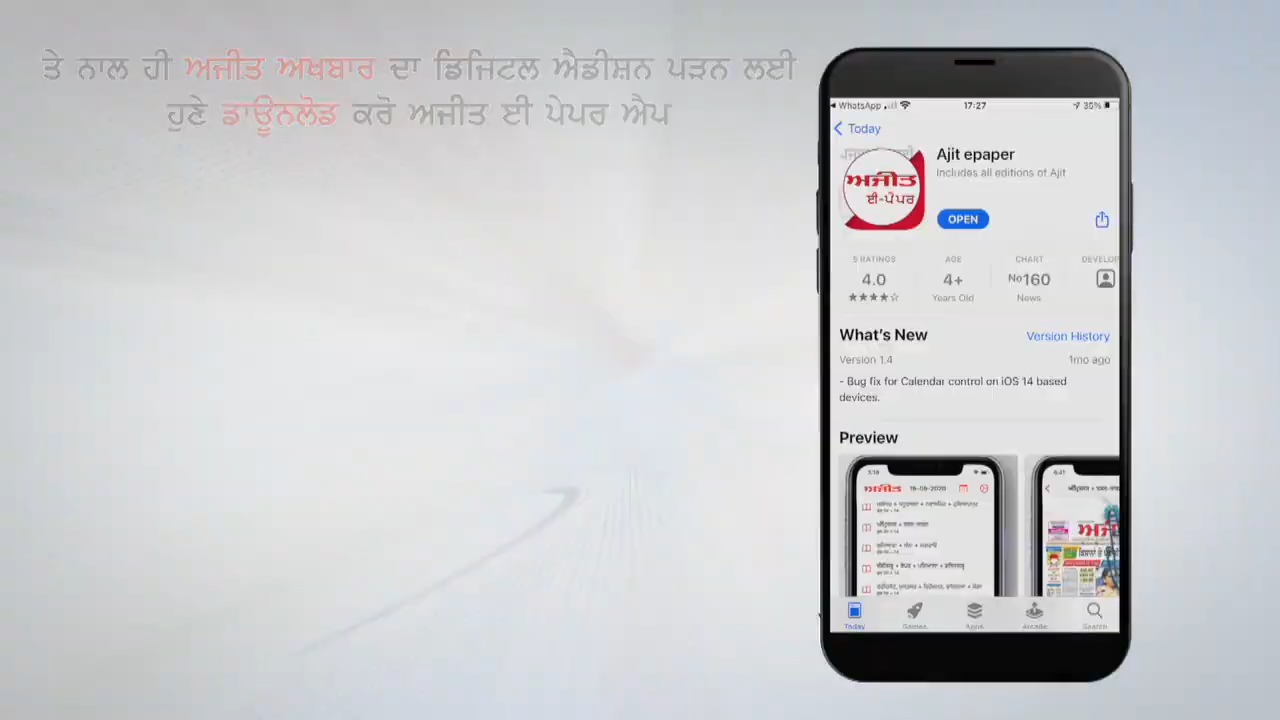 ਤੇ ਨਾਲ ਹੀ ਅਜੀਤ ਅਖਬਾਰ ਦਾ ਡਿਜਿਟਲ ਐਡੀਸ਼ਨ ਪੜਨ ਲਈ
ਹੁਣੇ ਡਾਊਨਲੋਡ ਕਰੋ ਅਜੀਤ ਈ ਪੇਪਰ ਐਪ
WhatsApp 17:27 35%
Today
Ajit epaper
Includes all editions of Ajit
ਅਜੀਤ
ਈ-ਪੇਪਰ
OPEN
5 RATINGS AGE CHART DEVELOP
4.0 4+ No160
Years Old News
What's New Version History
Version 1.4 1mo ago
- Bug fix for Calendar control on iOS 14 based
devices.
Preview
ਅਜੀਤ
Today Games Apps Arcade Search